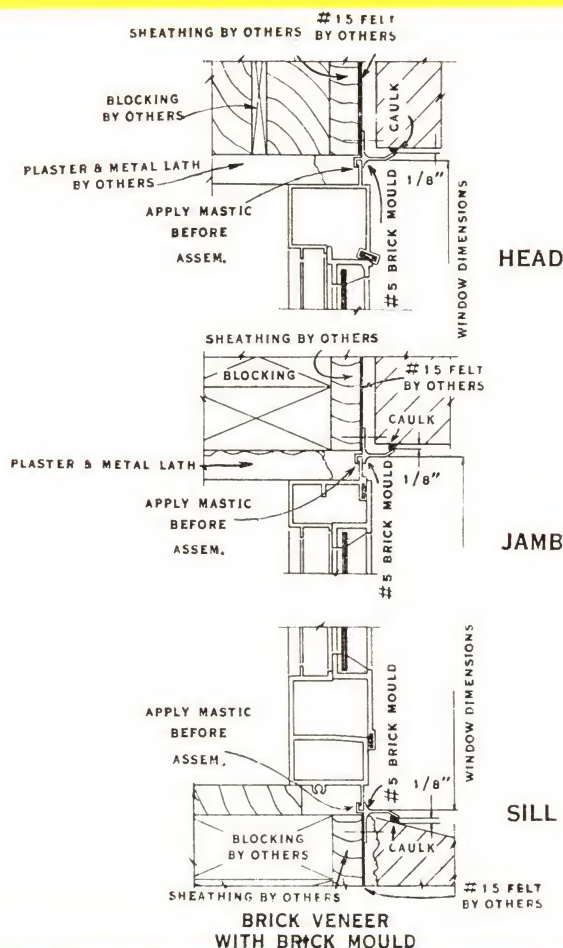 #15 FELT
BY OTHERS
SHEATHING BY OTHERS
BLOCKING
BY OTHERS
CAULK
PLASTER & METAL LATH
BY OTHERS
1/8"
APPLY MASTIC
BEFORE
ASSEM.
#5 BRICK MOULD
WINDOW DIMENSIONS
HEAD
SHEATHING BY OTHERS
BLOCKING
#15 FELT
BY OTHERS
CAULK
PLASTER & METAL LATH
1/8"
APPLY MASTIC
BEFORE
ASSEM.
#5 BRICK MOULD
JAMB
WINDOW DIMENSIONS
#5 BRICK MOULD
APPLY MASTIC
BEFORE
ASSEM.
1/8"
SILL
BLOCKING
BY OTHERS
CAULK
SHEATHING BY OTHERS
#15 FELT
BY OTHERS
BRICK VENEER
WITH BRICK MOULD